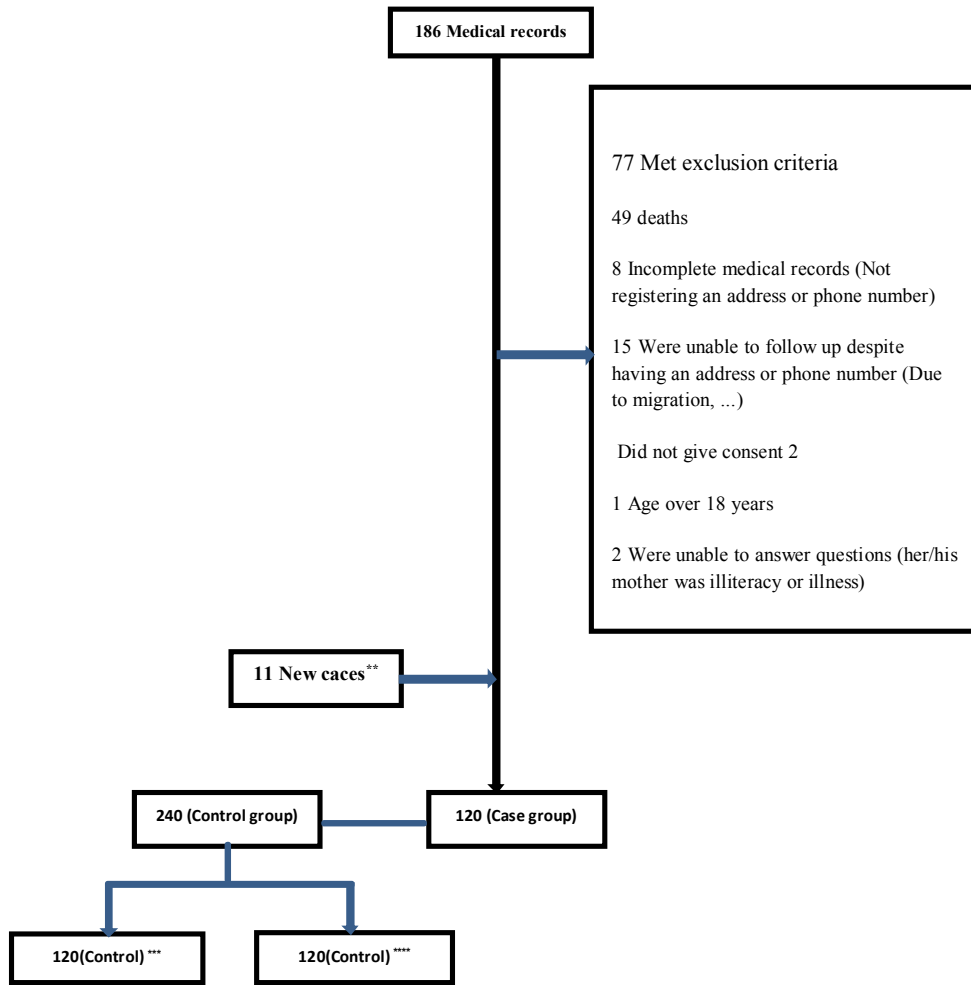 186 Medical records
77 Met exclusion criteria
49 deaths
8 Incomplete medical records (Not
registering an address or phone number)
15 Were unable to follow up despite
having an address or phone number (Due
to migration, ...)
Did not give consent 2
1 Age over 18 years
2 Were unable to answer questions (her/his
mother was illiteracy or illness)
11 New caces**
240 (Control group)
120 (Case group)
120(Control) ***
120(Control) ****